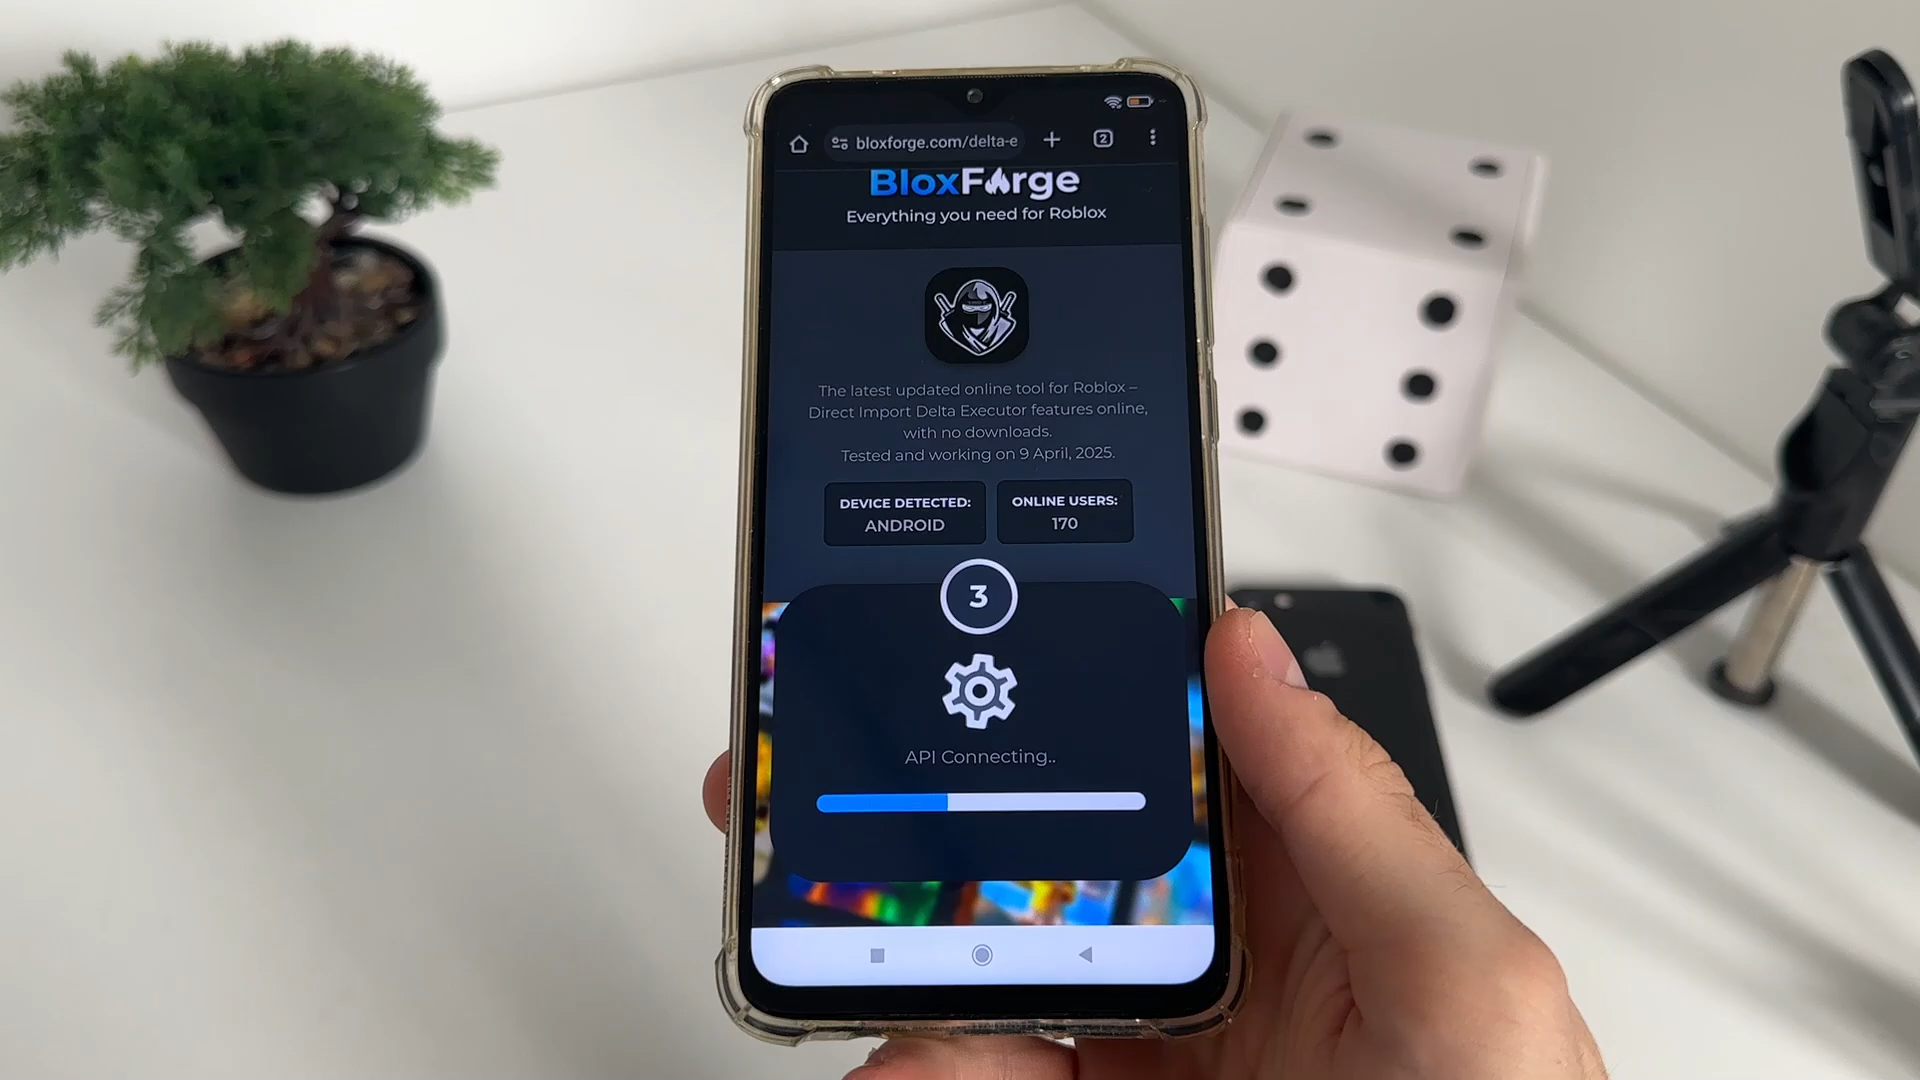 bloxforge.com/delta-e
2
BloxForge
Everything you need for Roblox
The latest updated online tool for Roblox –
Direct Import Delta Executor features online,
with no downloads.
Tested and working on 9 April, 2025.
DEVICE DETECTED:
ANDROID
ONLINE USERS:
170
3
API Connecting..